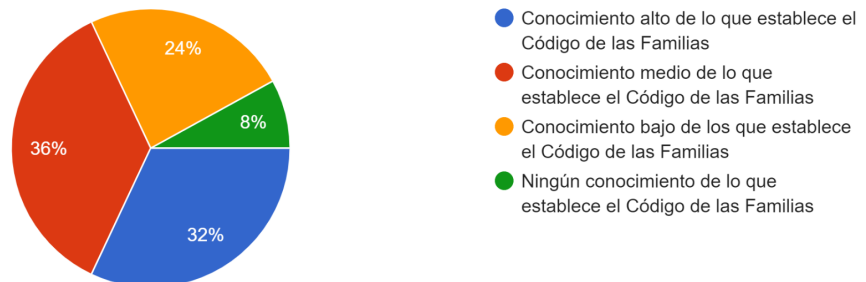 24%
8%
36%
32%
Conocimiento alto de lo que establece el
Código de las Familias
Conocimiento medio de lo que
establece el Código de las Familias
Conocimiento bajo de los que establece
el Código de las Familias
Ningún conocimiento de lo que
establece el Código de las Familias